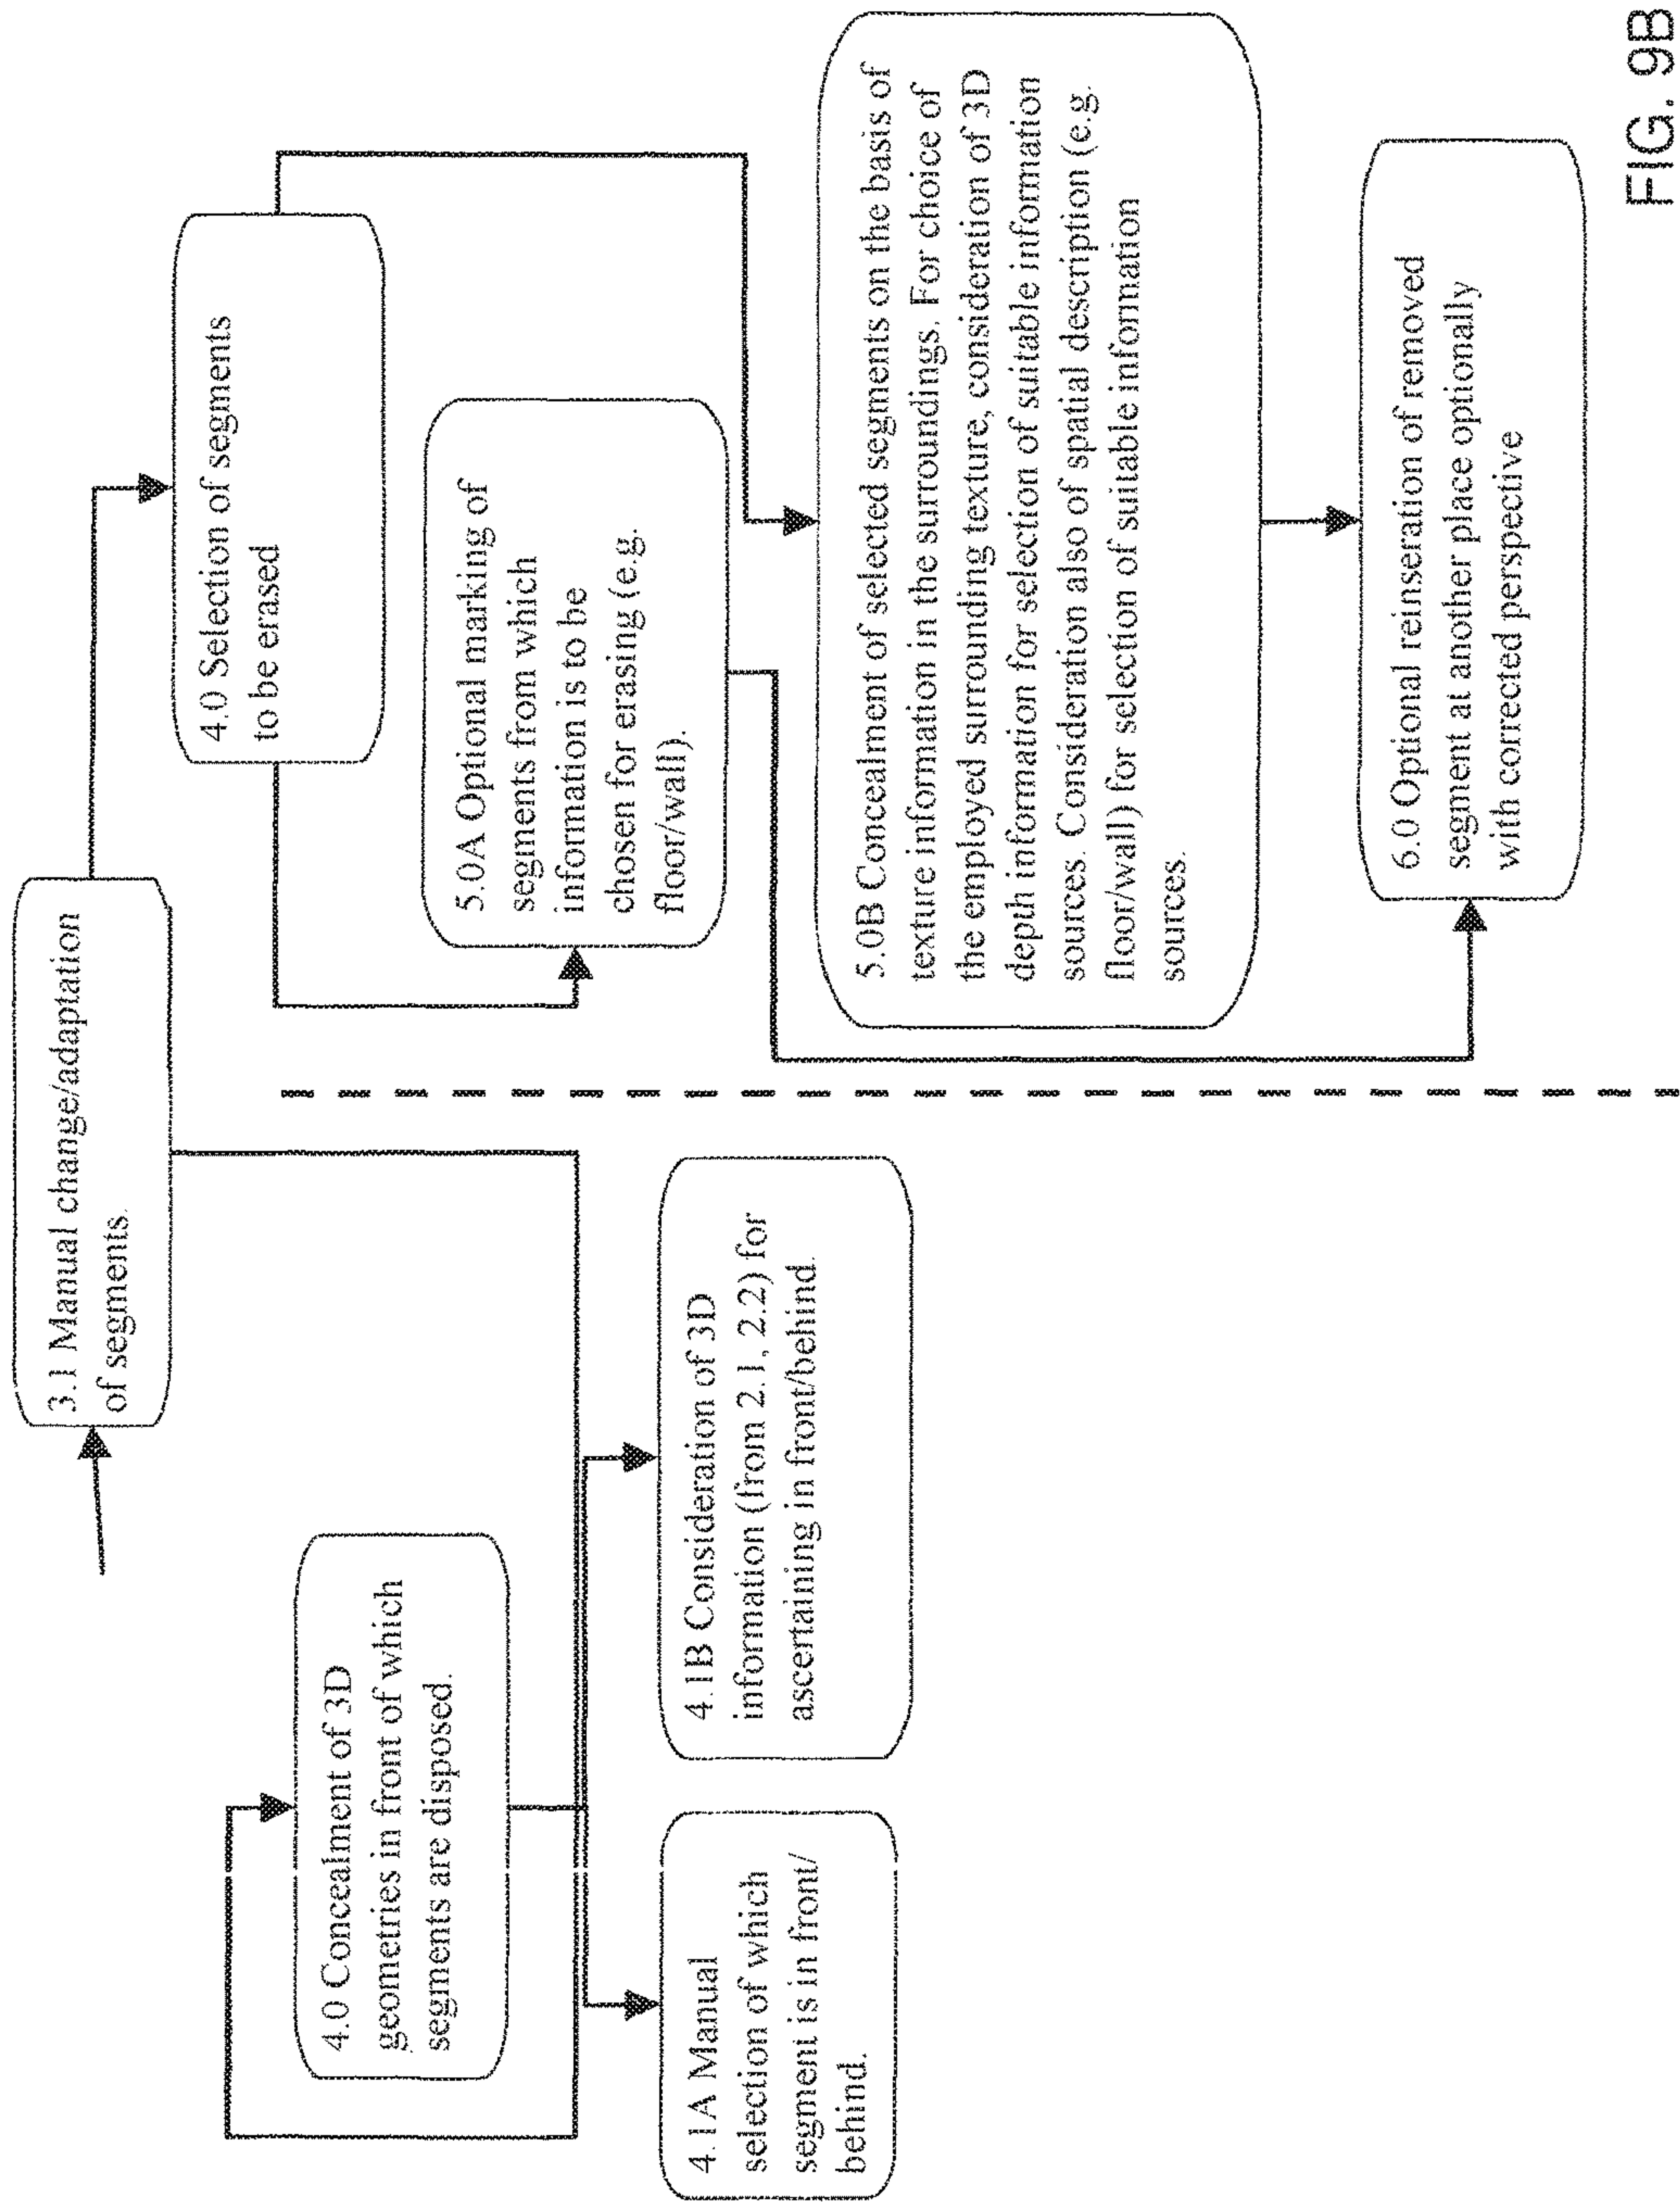 3.1 Manual change/adaptation
of segments.
4.0 Concealment of 3D
geometries in front of which
segments are disposed.
4.1A Manual
selection of which
segment is in front/
behind.
4.1B Consideration of 3D
information (from 2.1, 2.2) for
ascertaining in front/behind.
4.0 Selection of segments
to be erased
5.0A Optional marking of
segments from which
information is to be
chosen for erasing (e.g.
floor/wall).
5.0B Concealment of selected segments on the basis of
texture information in the surroundings. For choice of
the employed surrounding texture, consideration of 3D
depth information for selection of suitable information
sources. Consideration also of spatial description (e.g.
floor/wall) for selection of suitable information
sources.
6.0 Optional reinseration of removed
segment at another place optionally
with corrected perspective
FIG. 9B